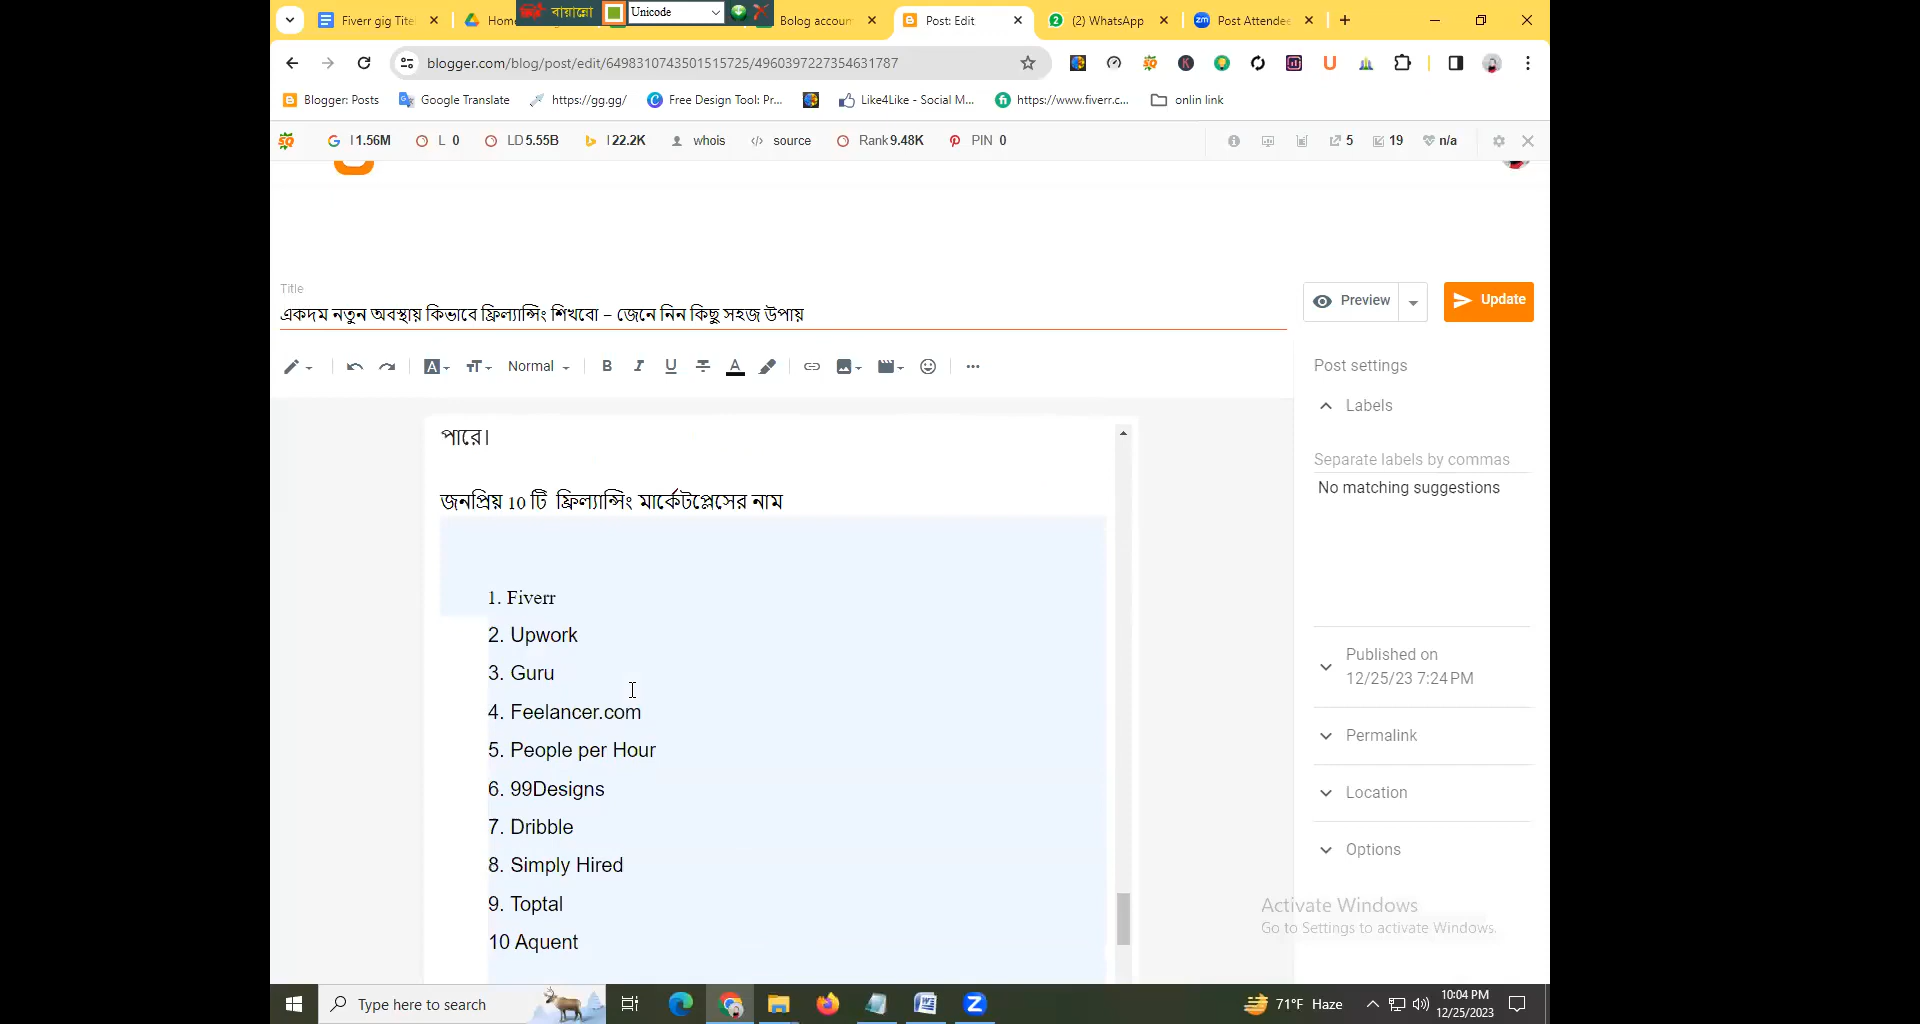 Fiverr gig Titel
Hom
বায়ান্নো
Unicode
Bolog accoun
Post: Edit
(2) WhatsApp
Post Attende
blogger.com/blog/post/edit/6498310743501515725/4960397227354631787
Blogger: Posts
Google Translate
https://gg.gg/
Free Design Tool: Pr...
Like4Like - Social M...
https://www.fiverr.c...
onlin link
I 1.56M
L 0
LD 5.55B
I 22.2K
whois
source
Rank 9.48K
PIN 0
5
19
n/a
Title
একদম নতুন অবস্থায় কিভাবে ফ্রিল্যান্সিং শিখবো – জেনে নিন কিছু সহজ উপায়
Preview
Update
Normal
Post settings
Labels
Separate labels by commas
No matching suggestions
পারে।
জনপ্রিয় 10 টি ফ্রিল্যান্সিং মার্কেটপ্লেসের নাম
1. Fiverr
2. Upwork
3. Guru
4. Feelancer.com
5. People per Hour
6. 99Designs
7. Dribble
8. Simply Hired
9. Toptal
10 Aquent
Published on
12/25/23 7:24 PM
Permalink
Location
Options
Activate Windows
Go to Settings to activate Windows.
Type here to search
71°F Haze
10:04 PM
12/25/2023